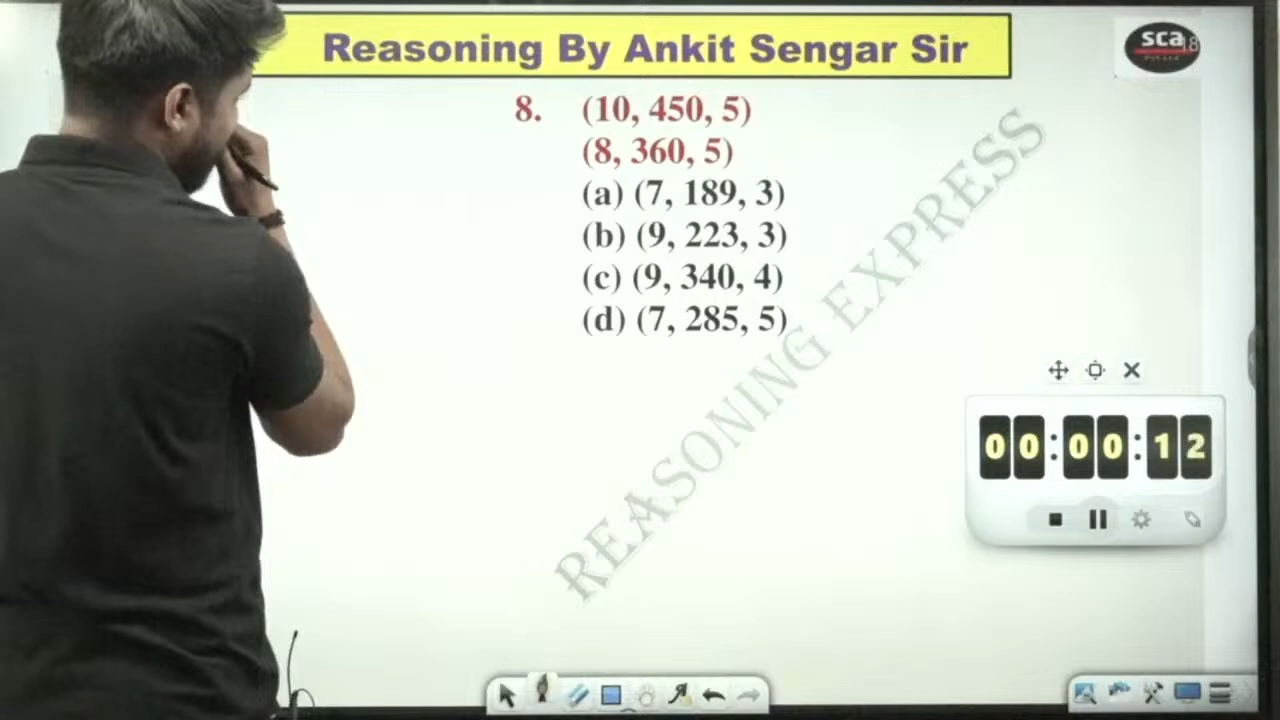 Reasoning By Ankit Sengar Sir
sca
8. (10, 450, 5)
(8, 360, 5)
(a) (7, 189, 3)
(b) (9, 223, 3)
(c) (9, 340, 4)
(d) (7, 285, 5)
REASONING EXPRESS
00:00:12